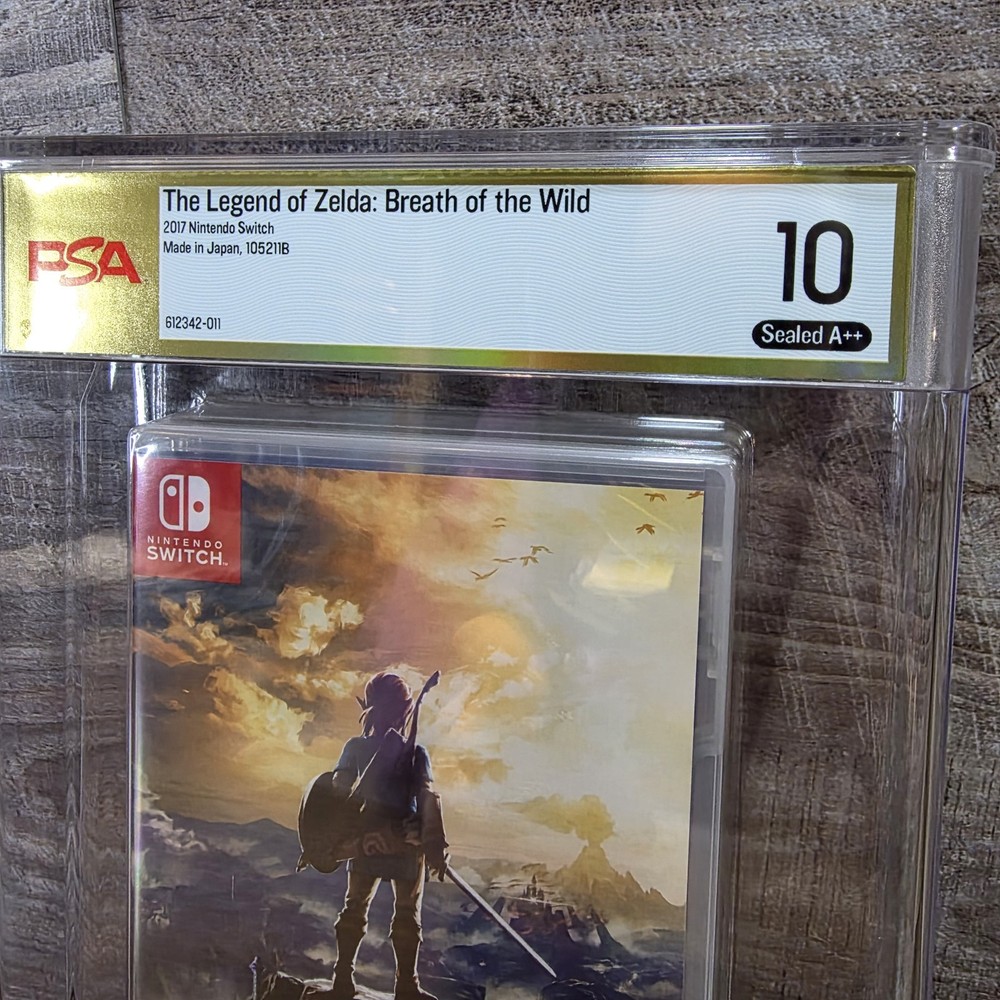 PSA
The Legend of Zelda: Breath of the Wild
2017 Nintendo Switch
Made in Japan, 105211B
612342-011
10
Sealed A++
NINTENDO
SWITCH™